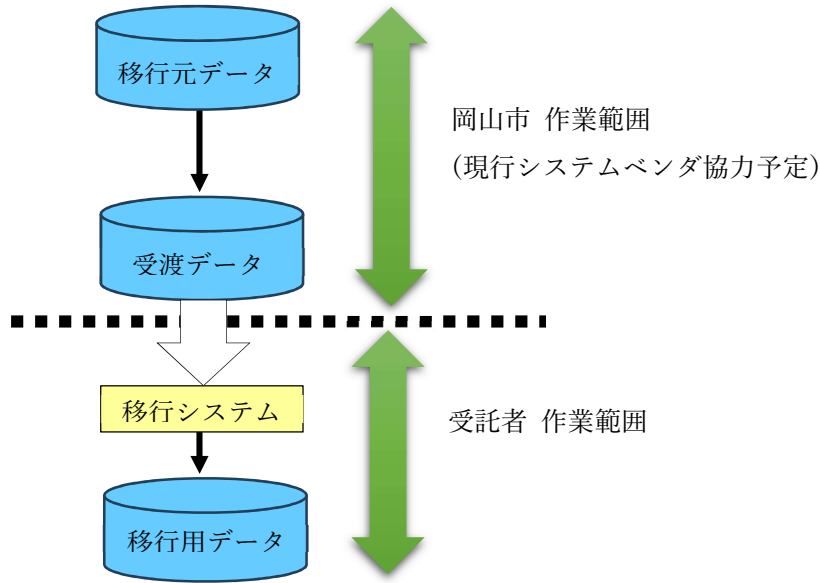 移行元データ
岡山市 作業範囲
(現行システムベンダ協力予定)
受渡データ
移行システム
受託者 作業範囲
移行用データ